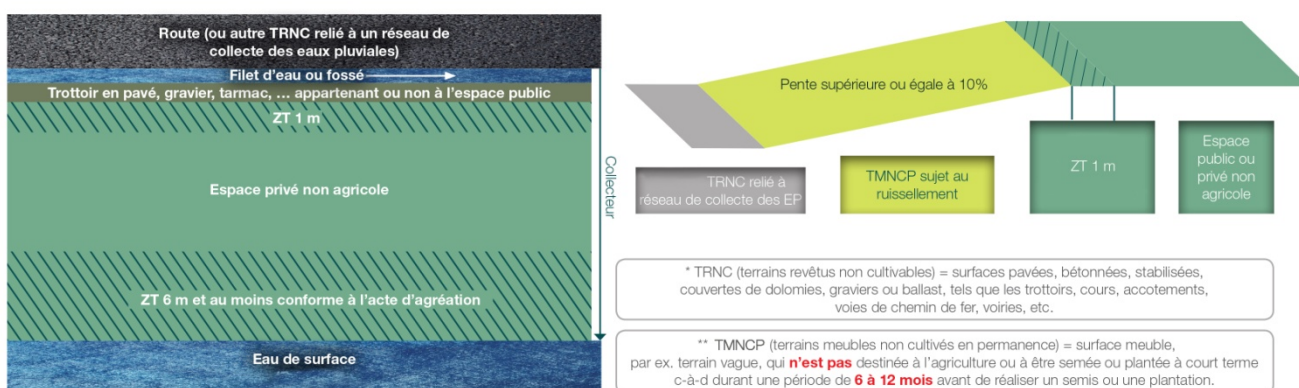 Route (ou autre TRNC relié à un réseau de
collecte des eaux pluviales)
Filet d'eau ou fossé
Trottoir en pavé, gravier, tarmac, ... appartenant ou non à l'espace public
ZT 1 m
Espace privé non agricole
ZT 6 m et au moins conforme à l'acte d'agréation
Eau de surface
Collecteur
Pente supérieure ou égale à 10%
TRNC relié à
réseau de collecte des EP
TMNCP sujet au
ruissellement
ZT 1 m
Espace
public ou
privé non
agricole
* TRNC (terrains revêtus non cultivables) = surfaces pavées, bétonnées, stabilisées,
couvertes de dolomies, graviers ou ballast, tels que les trottoirs, cours, accotements,
voies de chemin de fer, voiries, etc.
** TMNCP (terrains meubles non cultivés en permanence) = surface meuble,
par ex. terrain vague, qui n'est pas destinée à l'agriculture ou à être semée ou plantée à court terme
c-à-d durant une période de 6 à 12 mois avant de réaliser un semis ou une plantation.